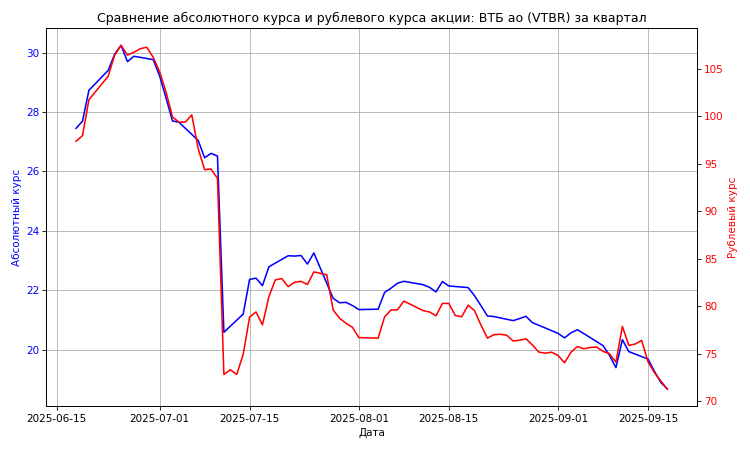 Сравнение абсолютного курса и рублевого курса акции: ВТБ ао (VTBR) за квартал
Абсолютный курс
30
28
26
24
22
20
105
100
95
90
85
80
75
70
Рублевый курс
2025-06-15 2025-07-01 2025-07-15 2025-08-01 2025-08-15 2025-09-01 2025-09-15
Дата